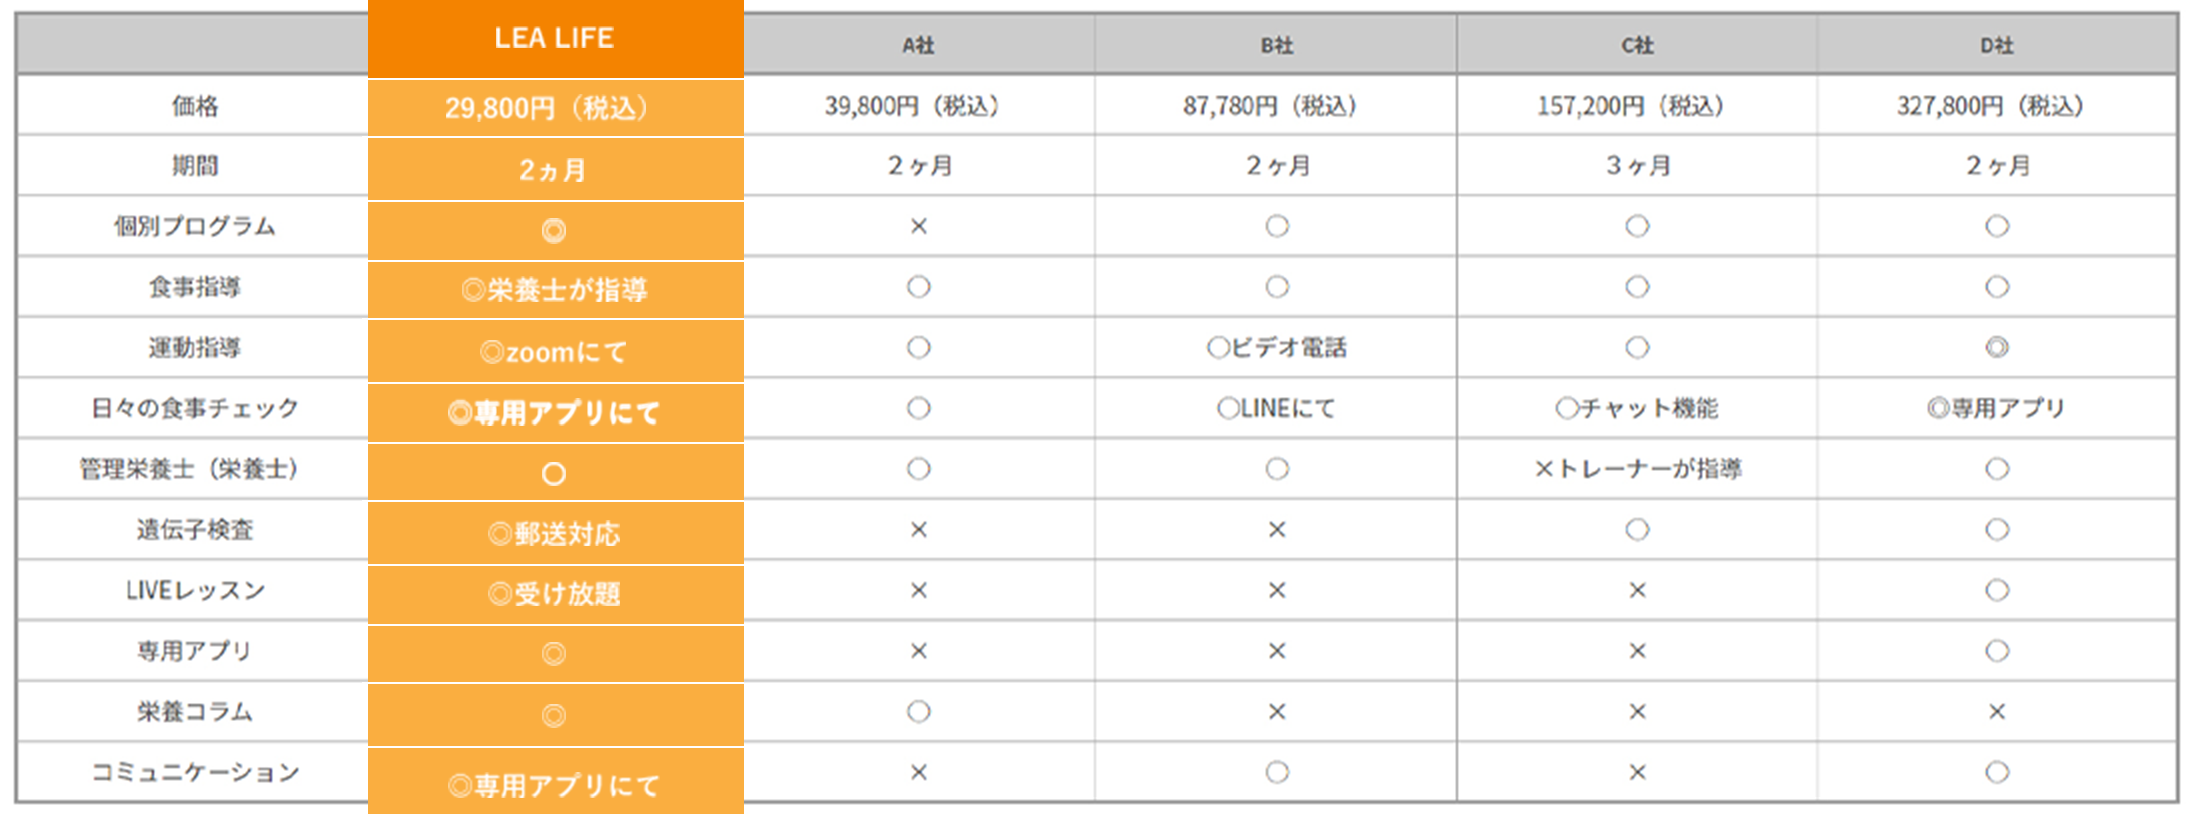 LEA LIFE A社 B社 C社 D社
価格 29,800円（税込） 39,800円（税込） 87,780円（税込） 157,200円（税込） 327,800円（税込）
期間 2ヵ月 2ヶ月 2ヶ月 3ヶ月 2ヶ月
個別プログラム ◎ × ○ ○ ○
食事指導 ◎栄養士が指導 ○ ○ ○ ○
運動指導 ◎zoomにて ○ ○ビデオ電話 ○ ◎
日々の食事チェック ◎専用アプリにて ○ ○LINEにて ○チャット機能 ◎専用アプリ
管理栄養士（栄養士） ○ ○ ○ ×トレーナーが指導 ○
遺伝子検査 ◎郵送対応 × × ○ ○
LIVEレッスン ◎受け放題 × × × ○
専用アプリ ◎ × × × ○
栄養コラム ◎ ○ × × ×
コミュニケーション ◎専用アプリにて × ○ × ○